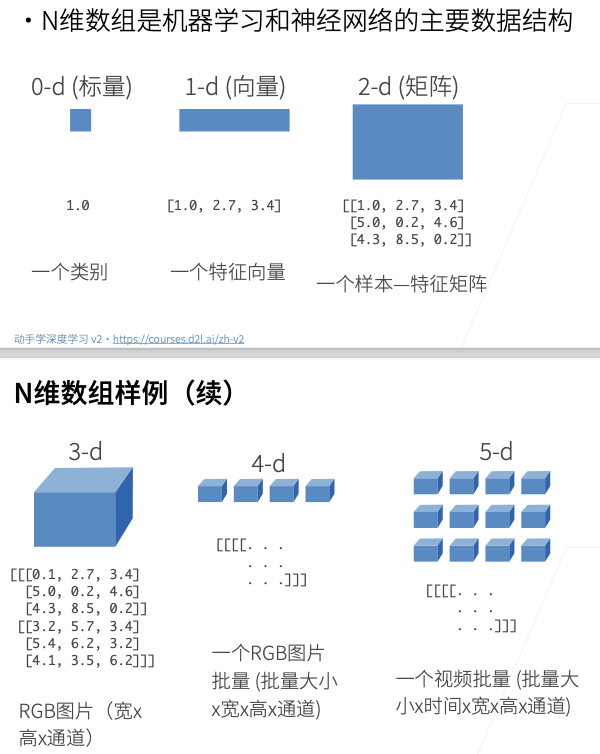 • N维数组是机器学习和神经网络的主要数据结构
0-d (标量)
1.0
一个类别
1-d (向量)
[1.0, 2.7, 3.4]
一个特征向量
2-d (矩阵)
[[1.0, 2.7, 3.4]
[5.0, 0.2, 4.6]
[4.3, 8.5, 0.2]]
一个样本—特征矩阵
动手学深度学习 v2 • https://courses.d2l.ai/zh-v2
N维数组样例（续）
3-d
[[[0.1, 2.7, 3.4]
[5.0, 0.2, 4.6]
[4.3, 8.5, 0.2]]
[[3.2, 5.7, 3.4]
[5.4, 6.2, 3.2]
[4.1, 3.5, 6.2]]]
RGB图片（宽x
高x通道）
4-d
[[[[. . .
. . .
. . .]]]
一个RGB图片
批量 (批量大小
x宽x高x通道)
5-d
[[[[. . .
. . .
. . .]]]
一个视频批量 (批量大
小x时间x宽x高x通道)